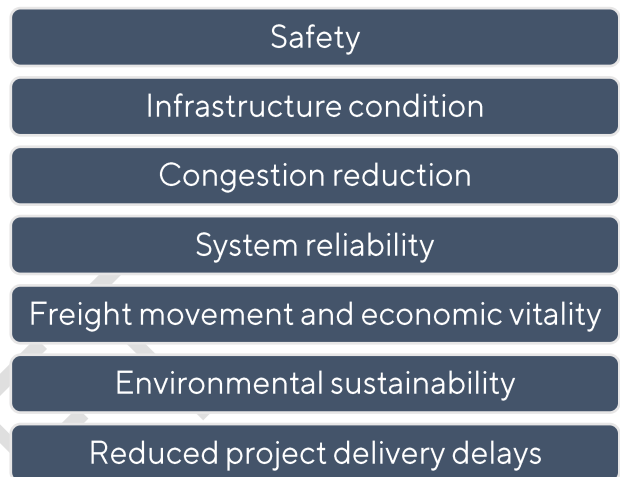 Safety
Infrastructure condition
Congestion reduction
System reliability
Freight movement and economic vitality
Environmental sustainability
Reduced project delivery delays